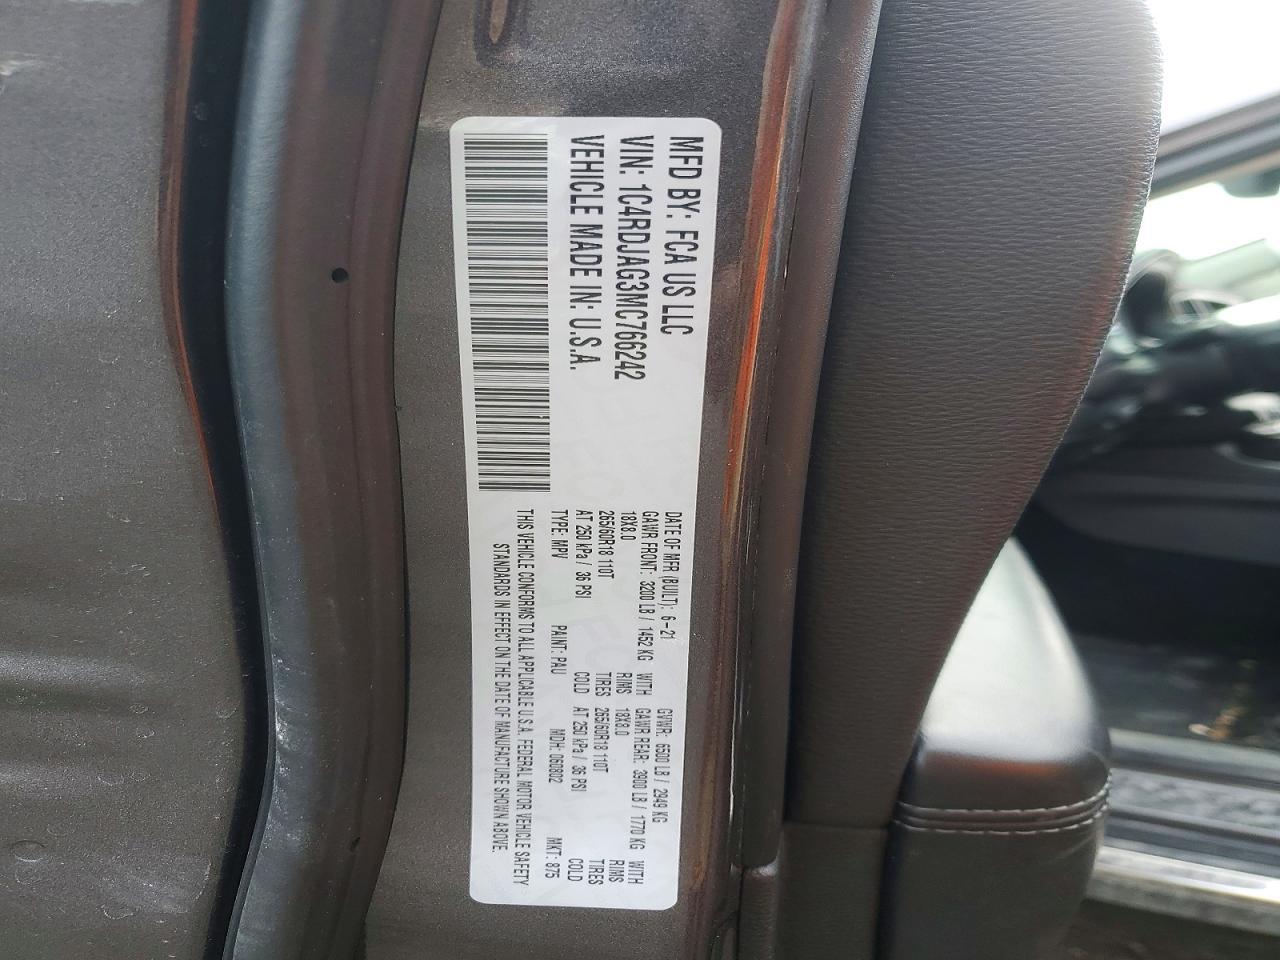 MFD BY: FCA US LLC
VIN: 1C4RDJAG3MC766242
VEHICLE MADE IN: U.S.A.
DATE OF MFR (BUILT): 6-21 GVWR: 6500 LB / 2949 KG
GAWR FRONT: 3200 LB / 1452 KG WITH GAWR REAR: 3900 LB / 1770 KG WITH
18X8.0 RIMS 18X8.0 RIMS
265/60R18 110T TIRES 265/60R18 110T TIRES
AT 250 kPa / 36 PSI COLD AT 250 kPa / 36 PSI COLD
TYPE: MPV PAINT: PAU MDH: 060802 MKT: 875
THIS VEHICLE CONFORMS TO ALL APPLICABLE U.S.A. FEDERAL MOTOR VEHICLE SAFETY
STANDARDS IN EFFECT ON THE DATE OF MANUFACTURE SHOWN ABOVE.